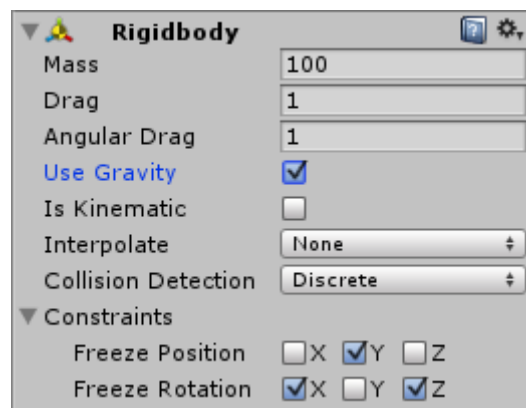 Rigidbody
Mass 100
Drag 1
Angular Drag 1
Use Gravity
Is Kinematic
Interpolate None
Collision Detection Discrete
Constraints
Freeze Position X Y Z
Freeze Rotation X Y Z